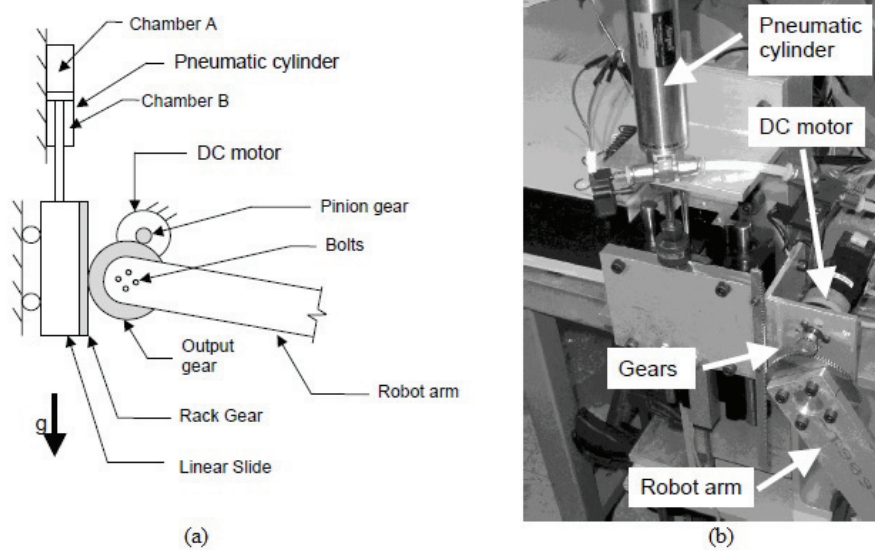 Chamber A
Pneumatic cylinder
Chamber B
DC motor
Pinion gear
Bolts
Output
gear
Robot arm
Rack Gear
g
Linear Slide
(a)
Pneumatic
cylinder
DC motor
Gears
Robot arm
(b)